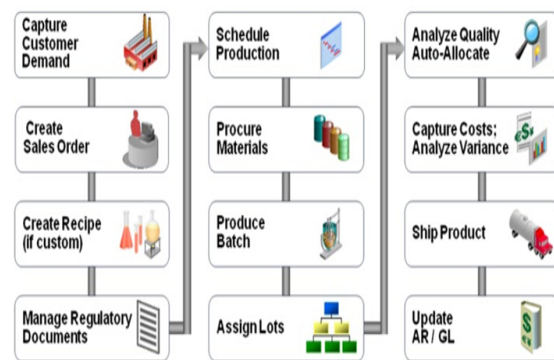 Capture
Customer
Demand
Create
Sales Order
Create Recipe
(if custom)
Manage Regulatory
Documents
Schedule
Production
Procure
Materials
Produce
Batch
Assign Lots
Analyze Quality
Auto-Allocate
Capture Costs;
Analyze Variance
Ship Product
Update
AR / GL